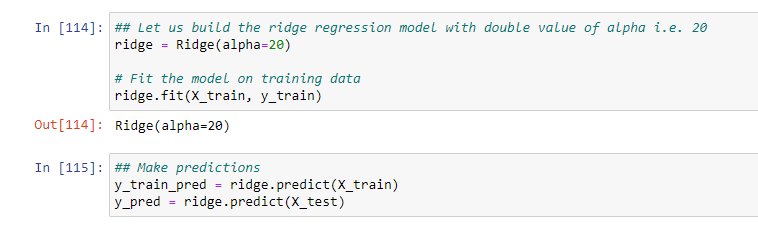 In [114]: ## Let us build the ridge regression model with double value of alpha i.e. 20
ridge = Ridge(alpha=20)
# Fit the model on training data
ridge.fit(X_train, y_train)
Out[114]: Ridge(alpha=20)
In [115]: ## Make predictions
y_train_pred = ridge.predict(X_train)
y_pred = ridge.predict(X_test)